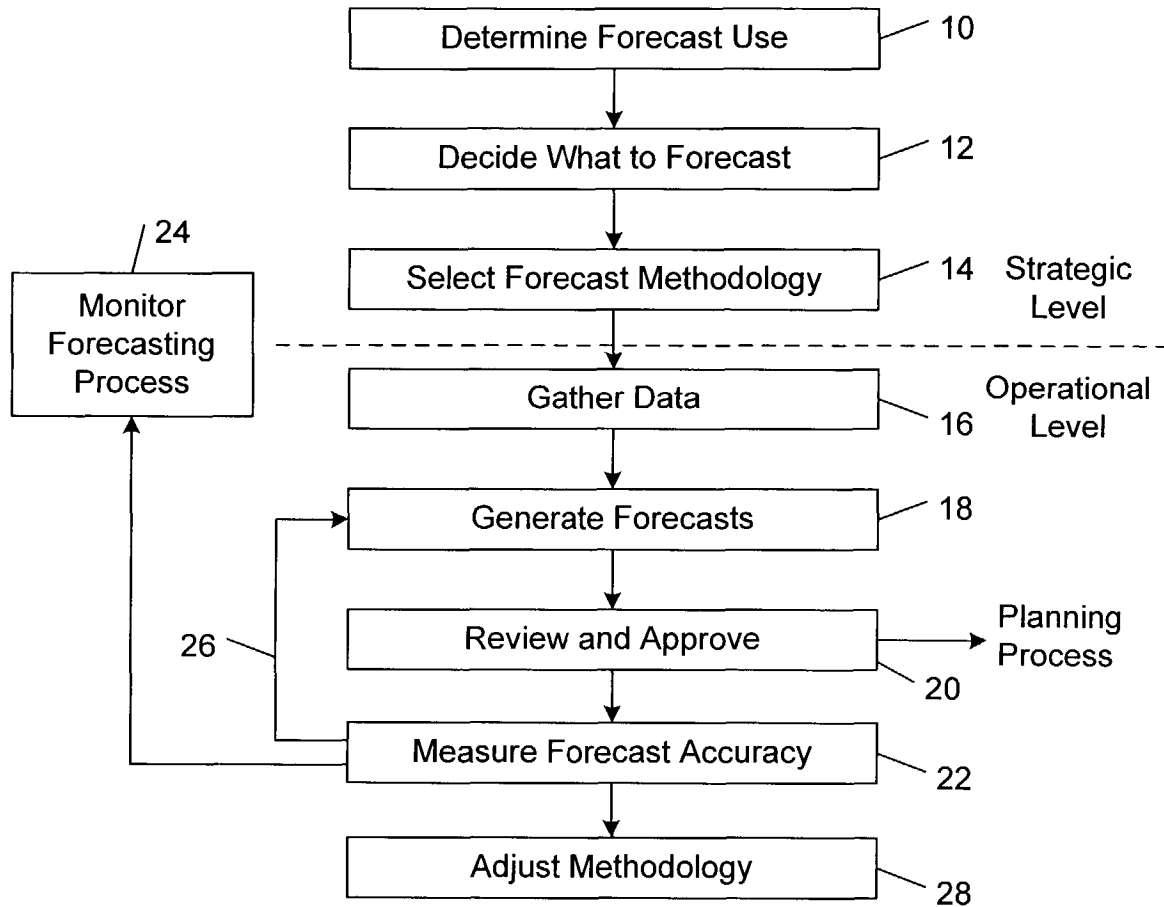 Determine Forecast Use
10
Decide What to Forecast
12
24
Monitor
Forecasting
Process
Select Forecast Methodology
14
Strategic
Level
Gather Data
16
Operational
Level
Generate Forecasts
18
26
Review and Approve
20
Planning
Process
Measure Forecast Accuracy
22
Adjust Methodology
28